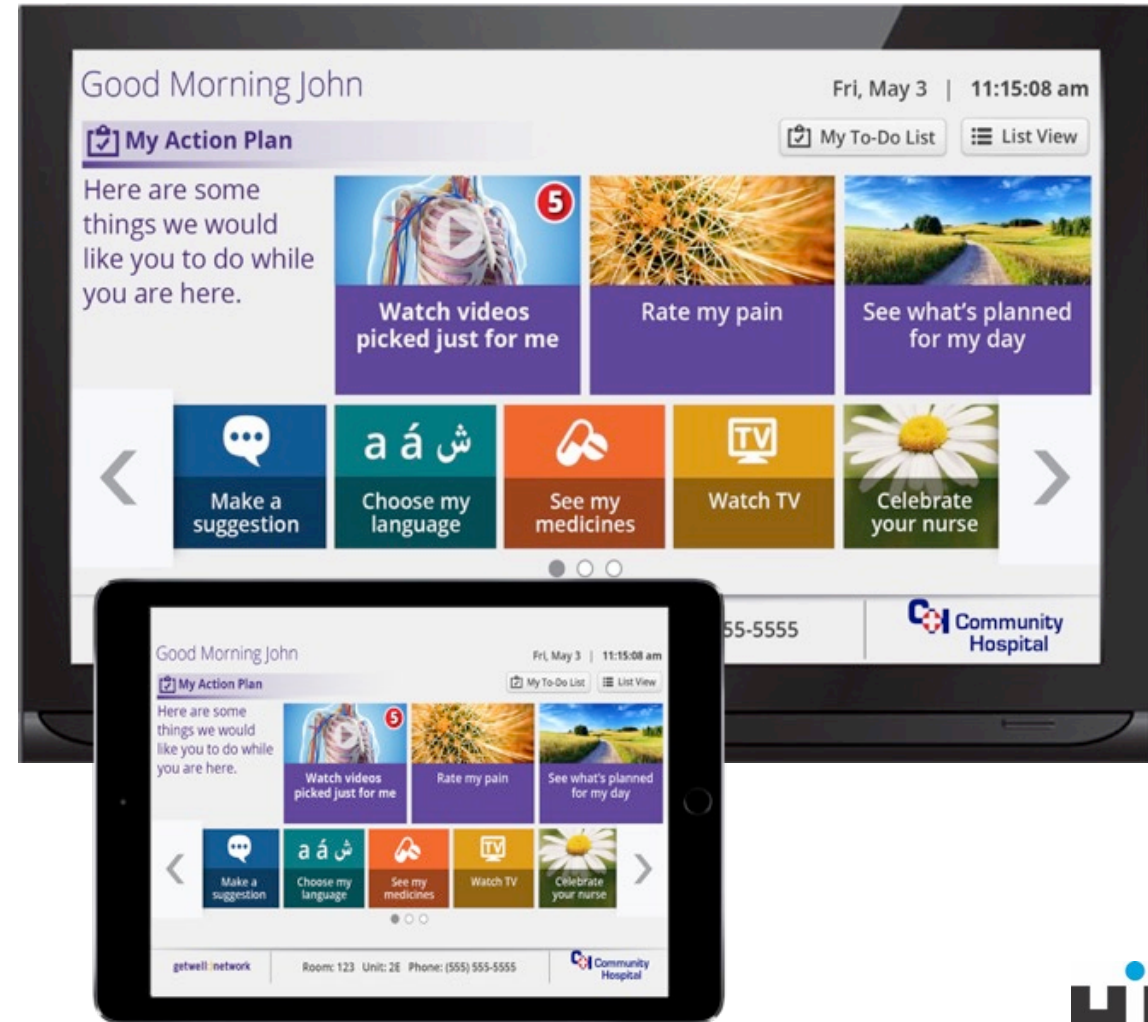 Good Morning John
Fri, May 3 | 11:15:08 am
My Action Plan
My To-Do List
List View
Here are some
things we would
like you to do while
you are here.
5
Watch videos
picked just for me
Rate my pain
See what's planned
for my day
Make a
suggestion
a á ش
Choose my
language
See my
medicines
TV
Watch TV
Celebrate
your nurse
55-5555
Community
Hospital
Good Morning John
Fri, May 3 | 11:15:08 am
My Action Plan
My To-Do List
List View
Here are some
things we would
like you to do while
you are here.
5
Watch videos
picked just for me
Rate my pain
See what's planned
for my day
Make a
suggestion
a á ش
Choose my
language
See my
medicines
TV
Watch TV
Celebrate
your nurse
getwell:)network
Room: 123 Unit: 2E Phone: (555) 555-5555
Community
Hospital